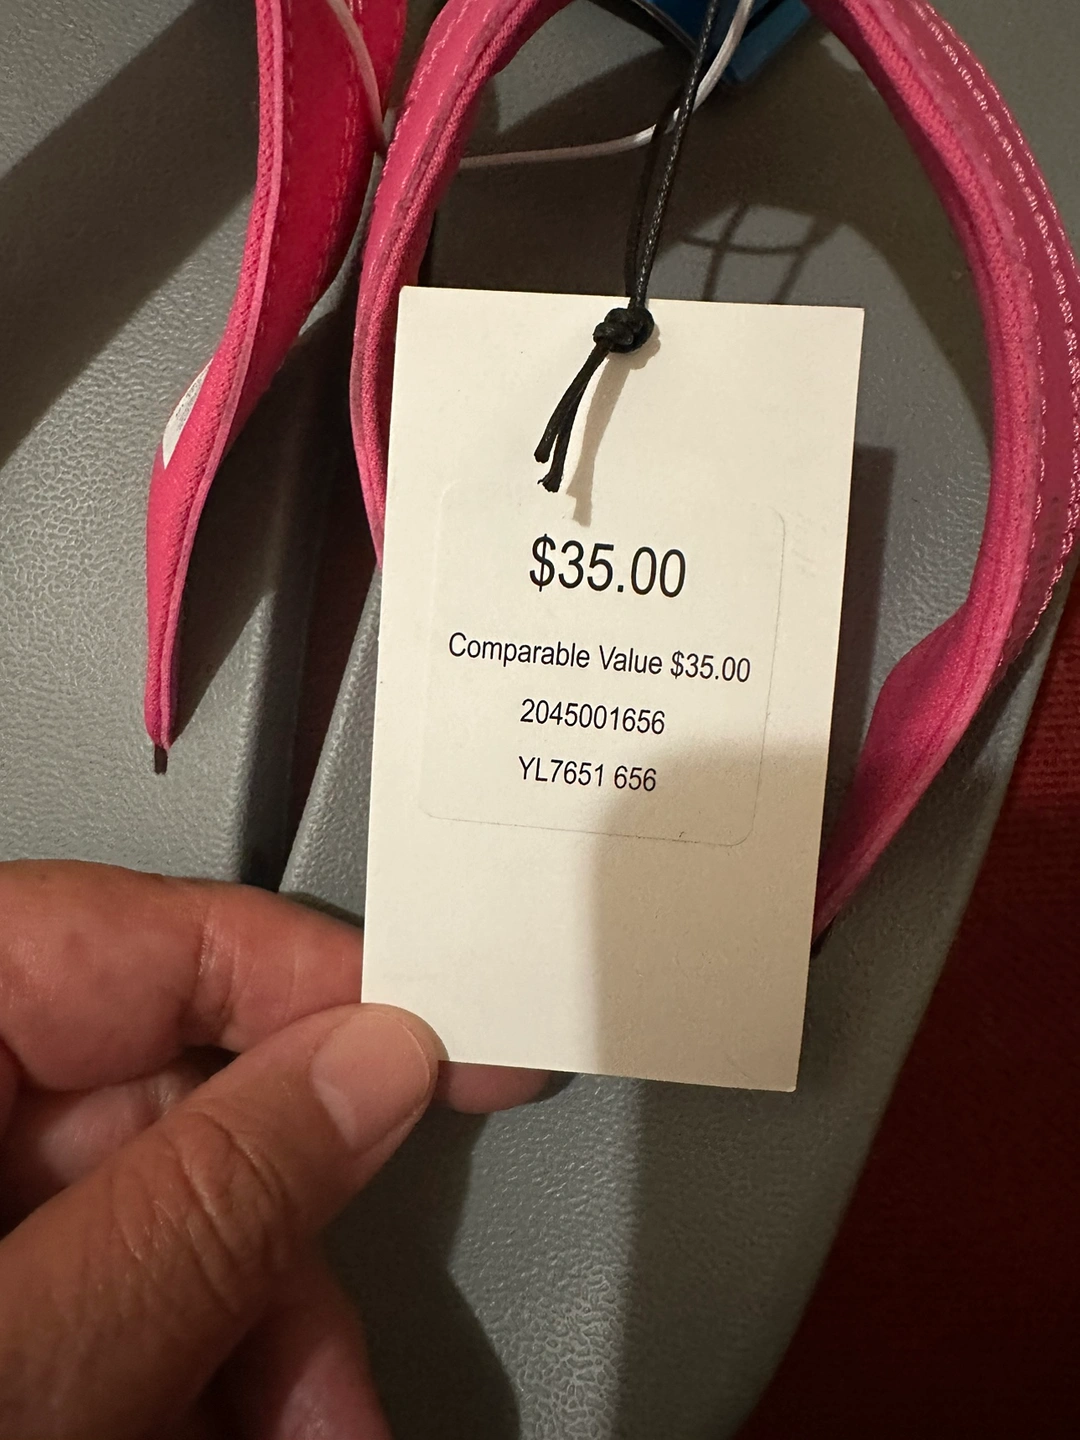 $35.00
Comparable Value $35.00
2045001656
YL7651 656